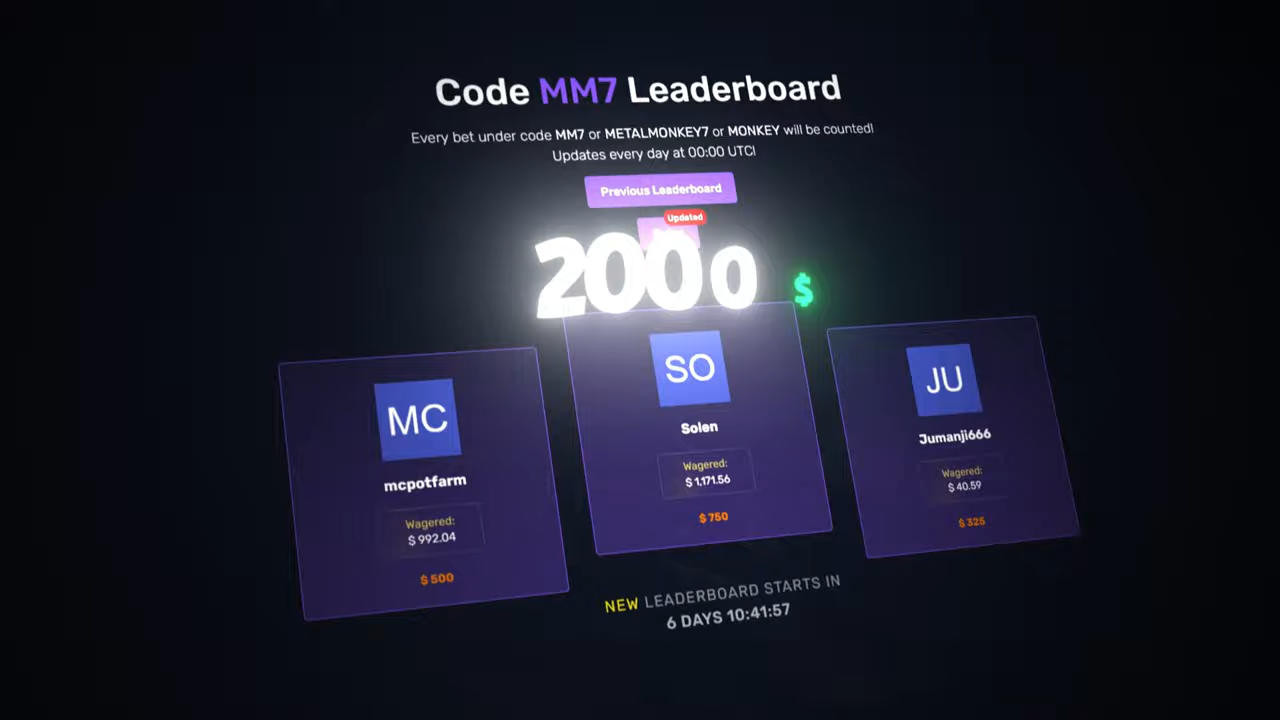 Code MM7 Leaderboard
Every bet under code MM7 or METALMONKEY7 or MONKEY will be counted!
Updates every day at 00:00 UTC!
Previous Leaderboard
Updated
2000 $
MC
mcpotfarm
Wagered:
$ 992.04
$ 500
SO
Solen
Wagered:
$ 1,171.56
$ 750
JU
Jumanji666
Wagered:
$ 40.59
$ 325
NEW LEADERBOARD STARTS IN
6 DAYS 10:41:57